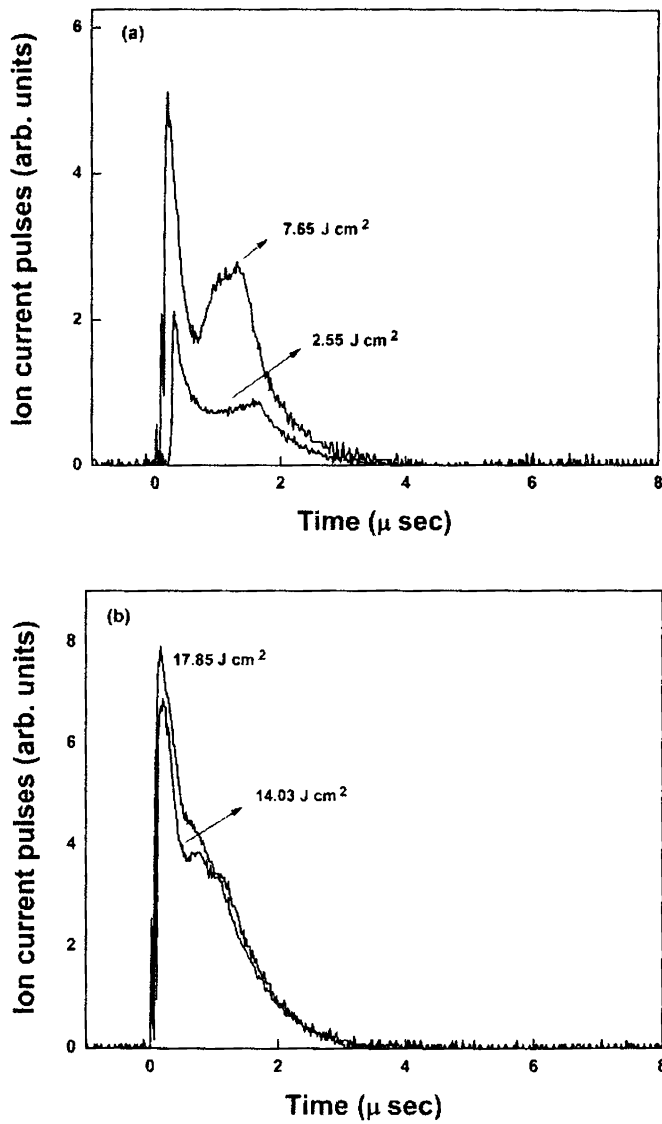 (a)
Ion current pulses (arb. units)
6
4
2
0
7.65 J cm 2
2.55 J cm 2
0 2 4 6 8
Time (μ sec)
(b)
Ion current pulses (arb. units)
8
6
4
2
0
17.85 J cm 2
14.03 J cm 2
0 2 4 6 8
Time (μ sec)